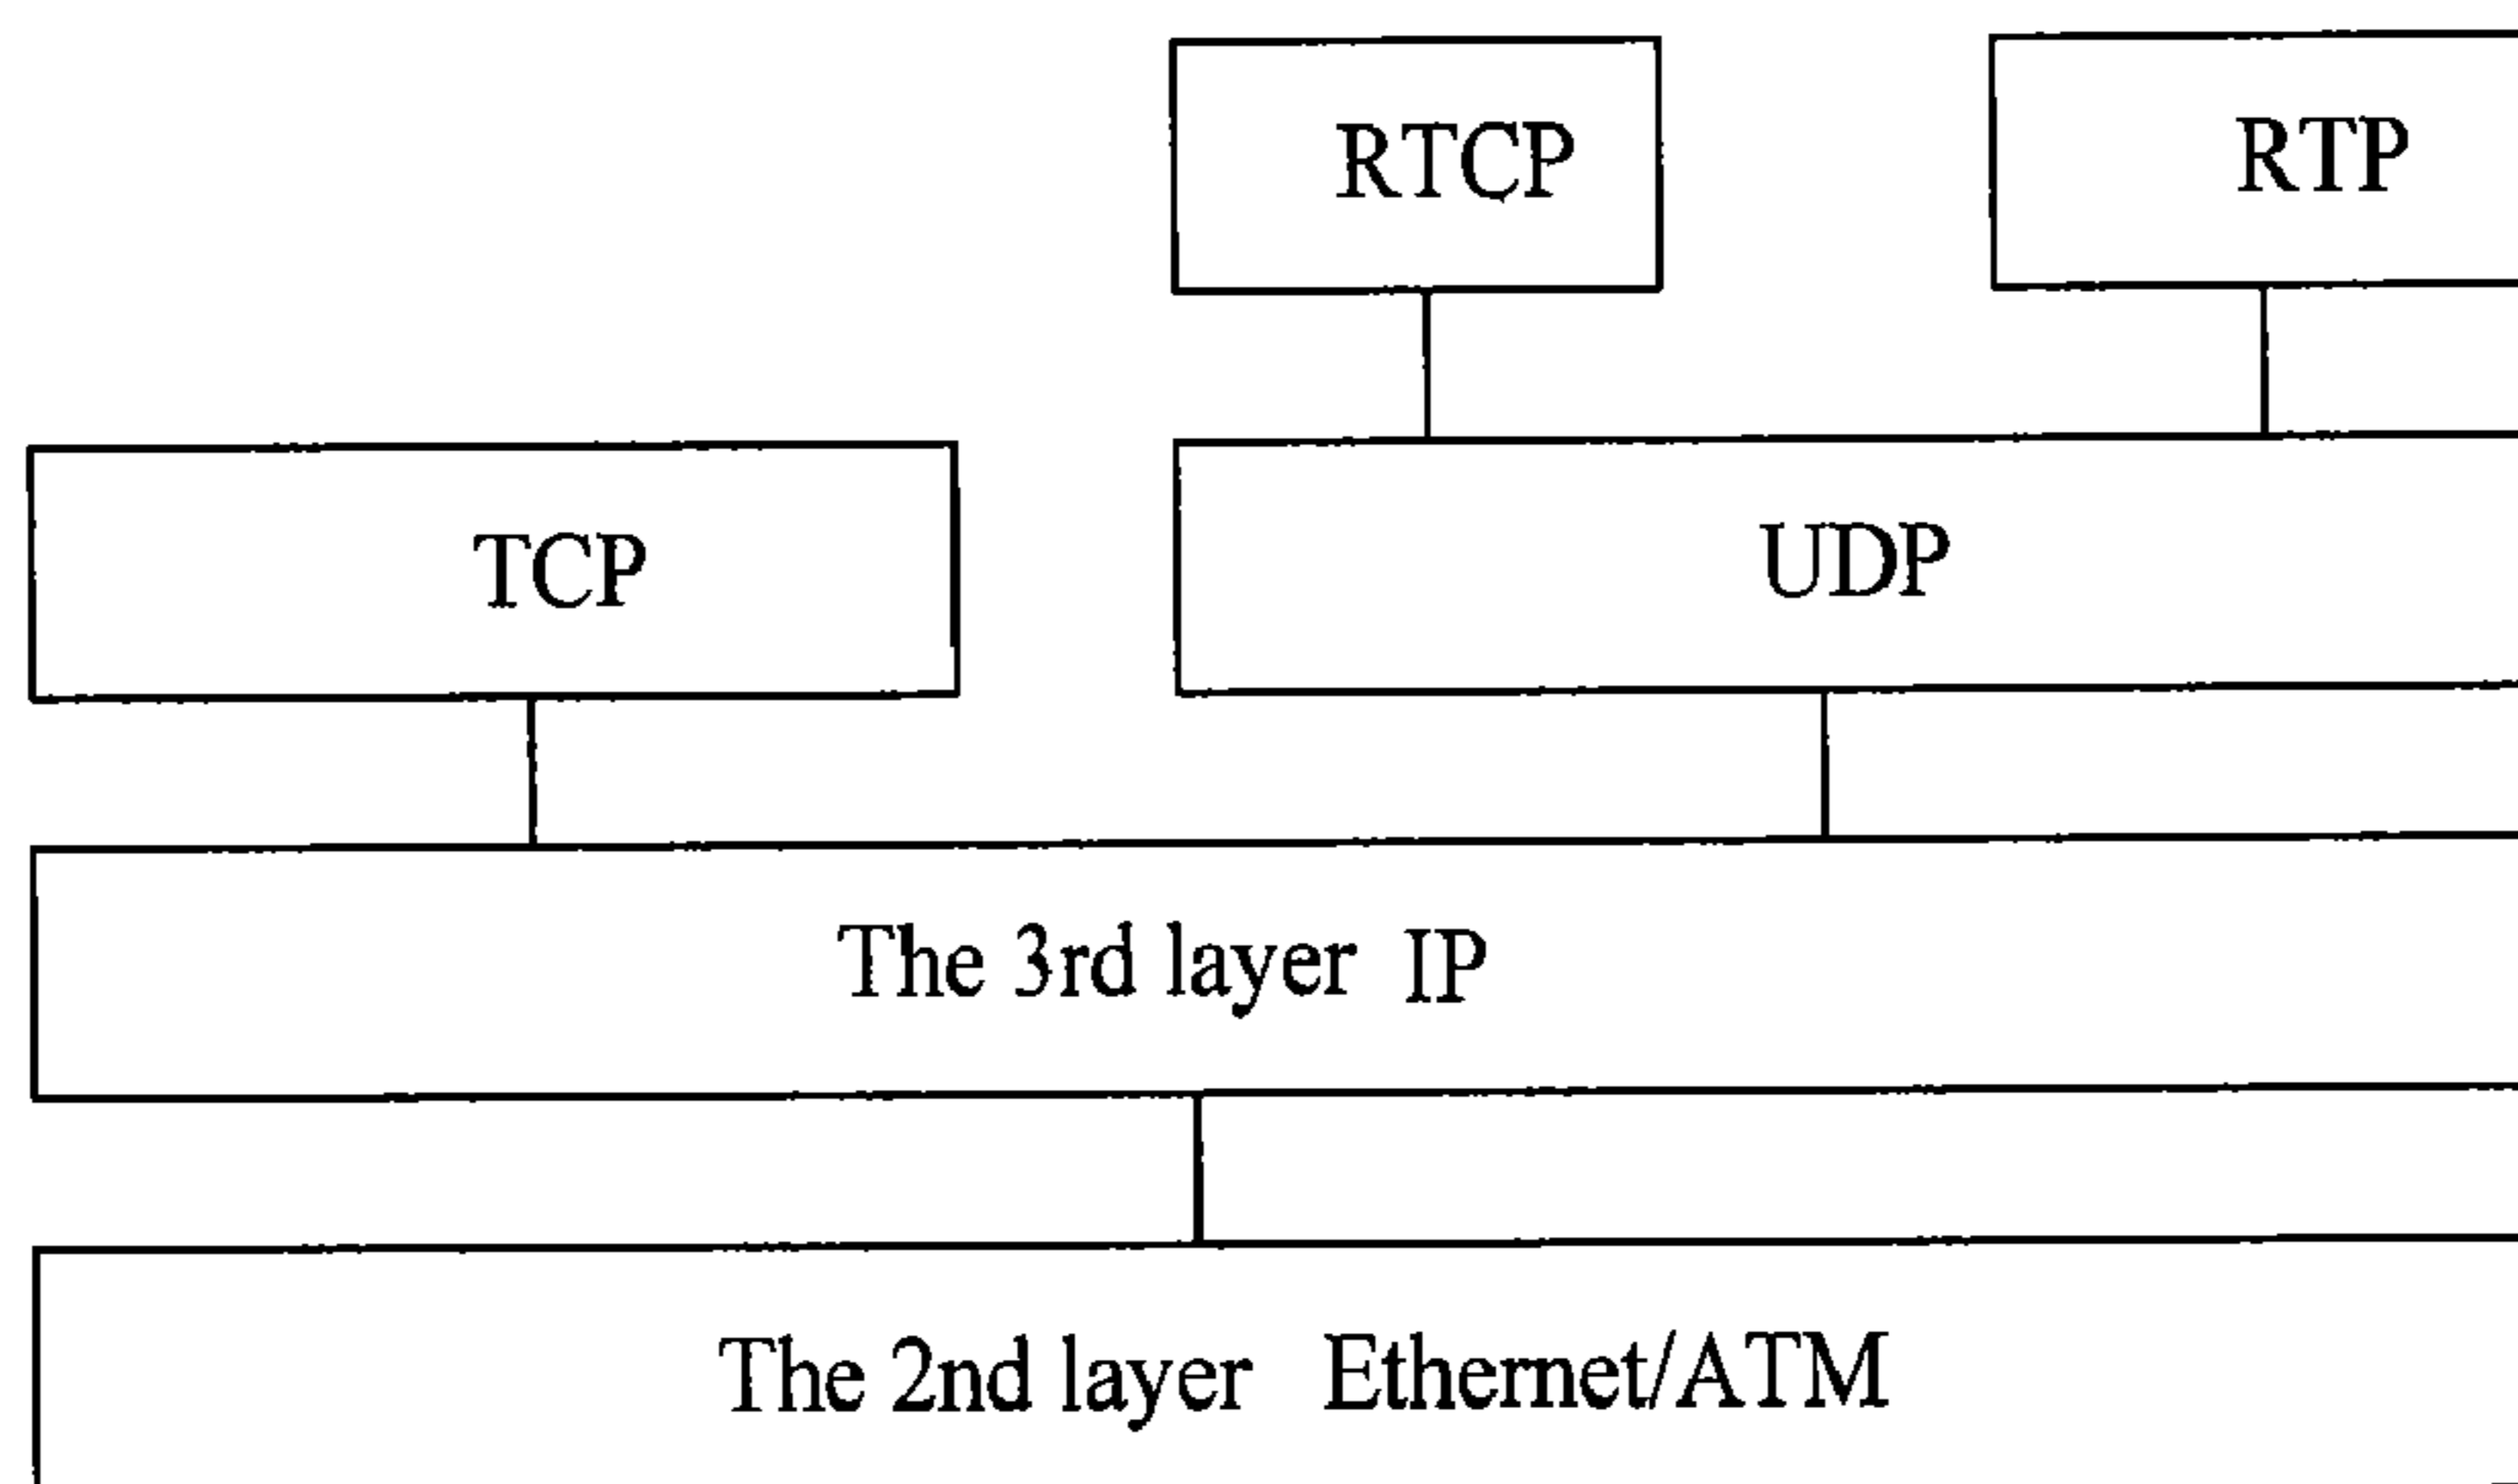 RTCP
RTP
TCP
UDP
The 3rd layer IP
The 2nd layer Ethernet/ATM